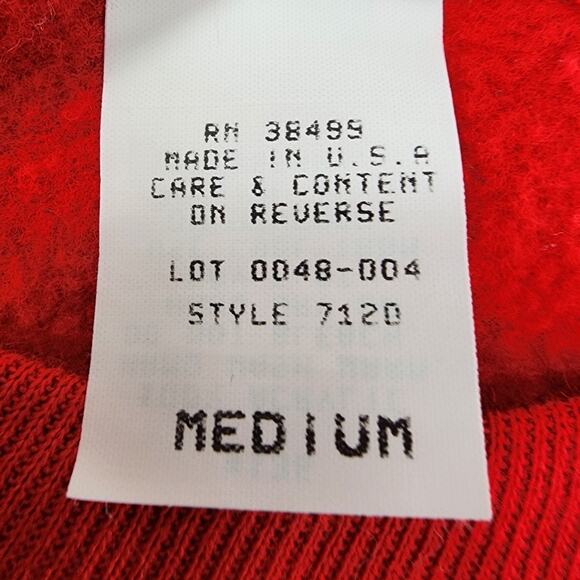 RN 38499
MADE IN U.S.A
CARE & CONTENT
ON REVERSE
LOT 0048-004
STYLE 7120
MEDIUM